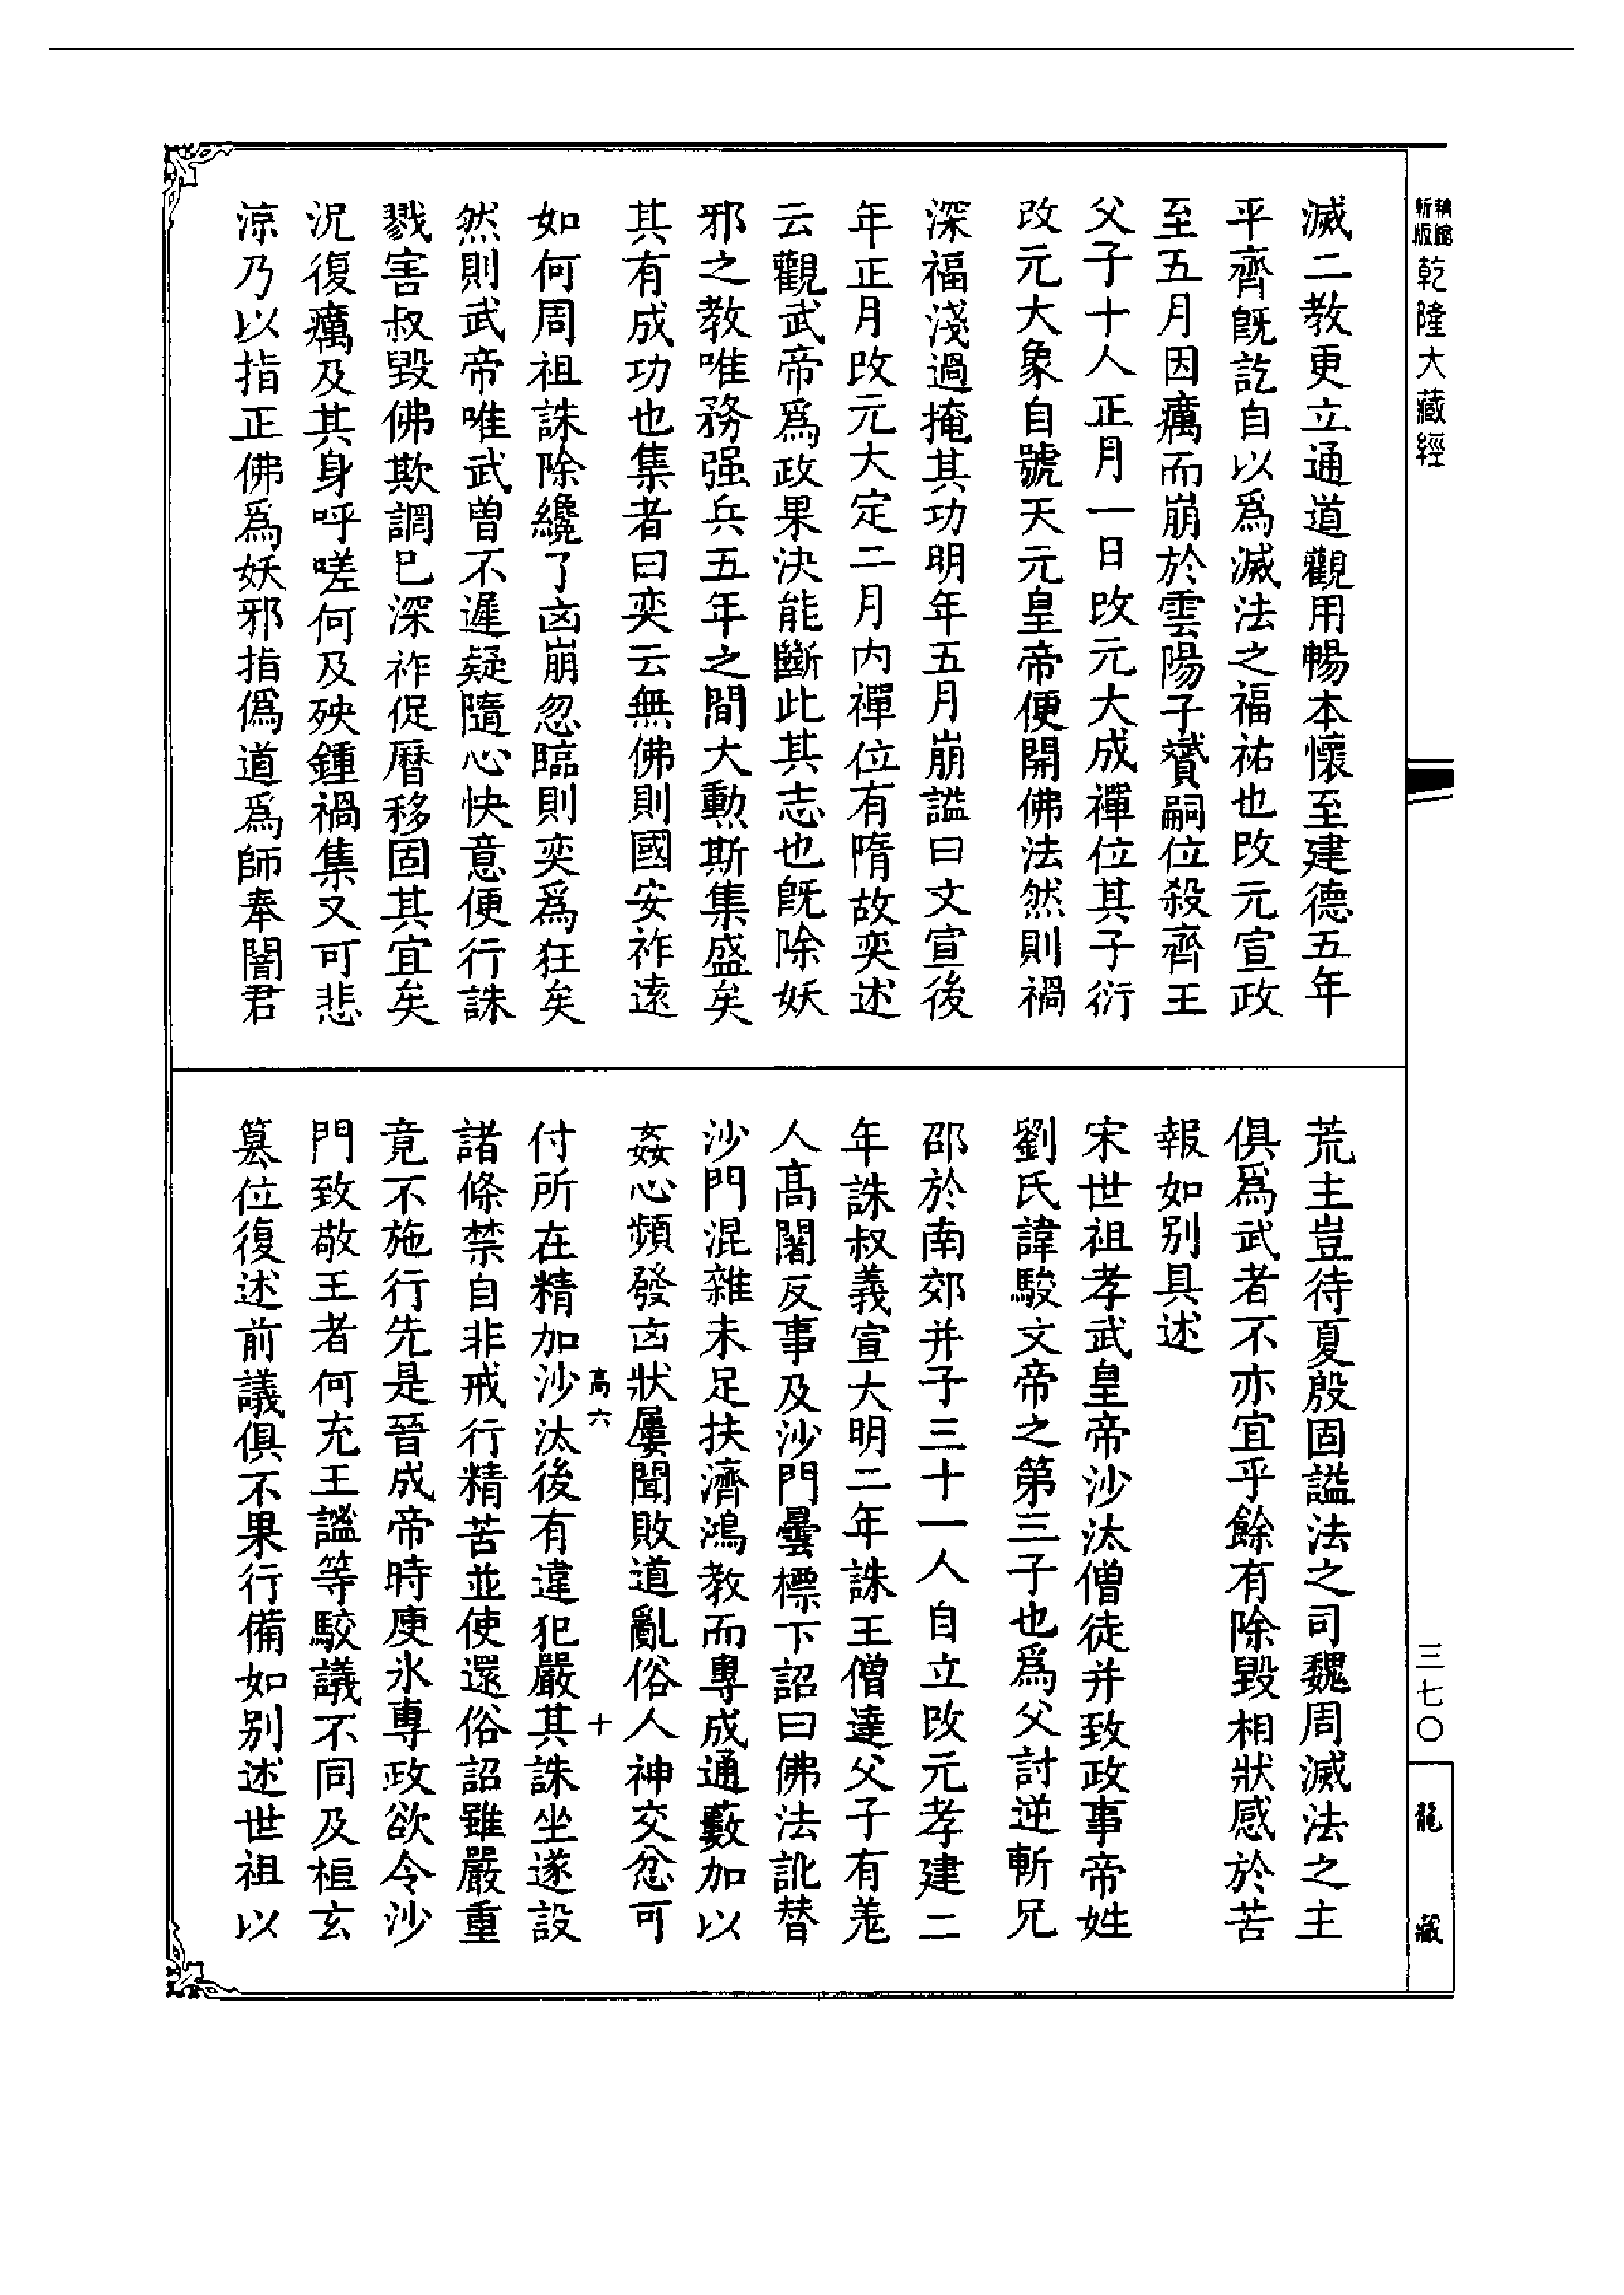 精縮
新版
乾隆大藏經
滅二教更立通道觀用暢本懷至建德五年
平齊旣訖自以爲滅法之福祐也改元宣政
至五月因癘而崩於雲陽子贇嗣位殺齊王
父子十人正月一日改元大成禪位其子衍
改元大象自號天元皇帝便開佛法然則禍
深福淺過掩其功明年五月崩謚曰文宣後
年正月改元大定二月內禪位有隋故奕述
云觀武帝爲政果決能斷此其志也旣除妖
邪之教唯務强兵五年之間大勲斯集盛矣
其有成功也集者曰奕云無佛則國安祚遠
如何周祖誅除纔了㐫崩忽臨則奕爲狂矣
然則武帝唯武曽不遲疑隨心快意便行誅
戮害叔毀佛欺調已深祚促曆移固其宜矣
況復癘及其身呼嗟何及殃鍾禍集又可悲
涼乃以指正佛爲妖邪指僞道爲師奉闇君
荒主豈待夏殷固謚法之司魏周滅法之主
俱爲武者不亦宜乎餘有除毀相狀感於苦
報如別具述
宋世祖孝武皇帝沙汰僧徒并致政事帝姓
劉氏諱駿文帝之第三子也爲父討逆斬兄
邵於南郊并子三十一人自立改元孝建二
年誅叔義宣大明二年誅王僧達父子有羗
人髙闍反事及沙門曇標下詔曰佛法訛替
沙門混雜未足扶濟鴻教而專成通藪加以
姦心頻發㐫狀屢聞敗道亂俗人神交忿可
高六 十
付所在精加沙汰後有違犯嚴其誅坐遂設
諸條禁自非戒行精苦並使還俗詔雖嚴重
竟不施行先是晉成帝時庾氷專政欲令沙
門致敬王者何充王謐等駮議不同及桓玄
篡位復述前議俱不果行備如別述世祖以
三七〇
龍藏